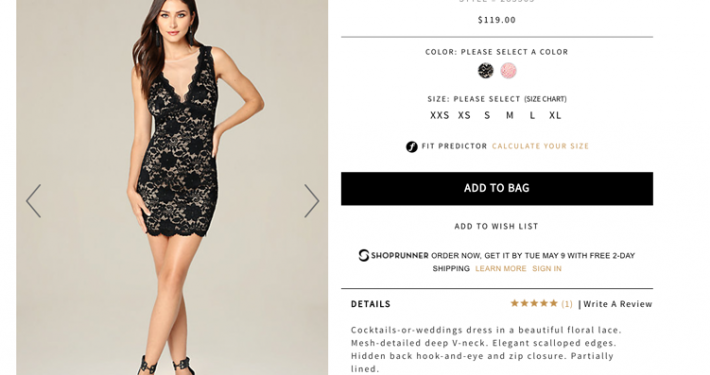 $119.00
COLOR: PLEASE SELECT A COLOR
SIZE: PLEASE SELECT (SIZE CHART)
XXS XS S M L XL
FIT PREDICTOR CALCULATE YOUR SIZE
ADD TO BAG
ADD TO WISH LIST
SHOPRUNNER ORDER NOW, GET IT BY TUE MAY 9 WITH FREE 2-DAY
SHIPPING LEARN MORE SIGN IN
DETAILS
(1) | Write A Review
Cocktails-or-weddings dress in a beautiful floral lace.
Mesh-detailed deep V-neck. Elegant scalloped edges.
Hidden back hook-and-eye and zip closure. Partially
lined.